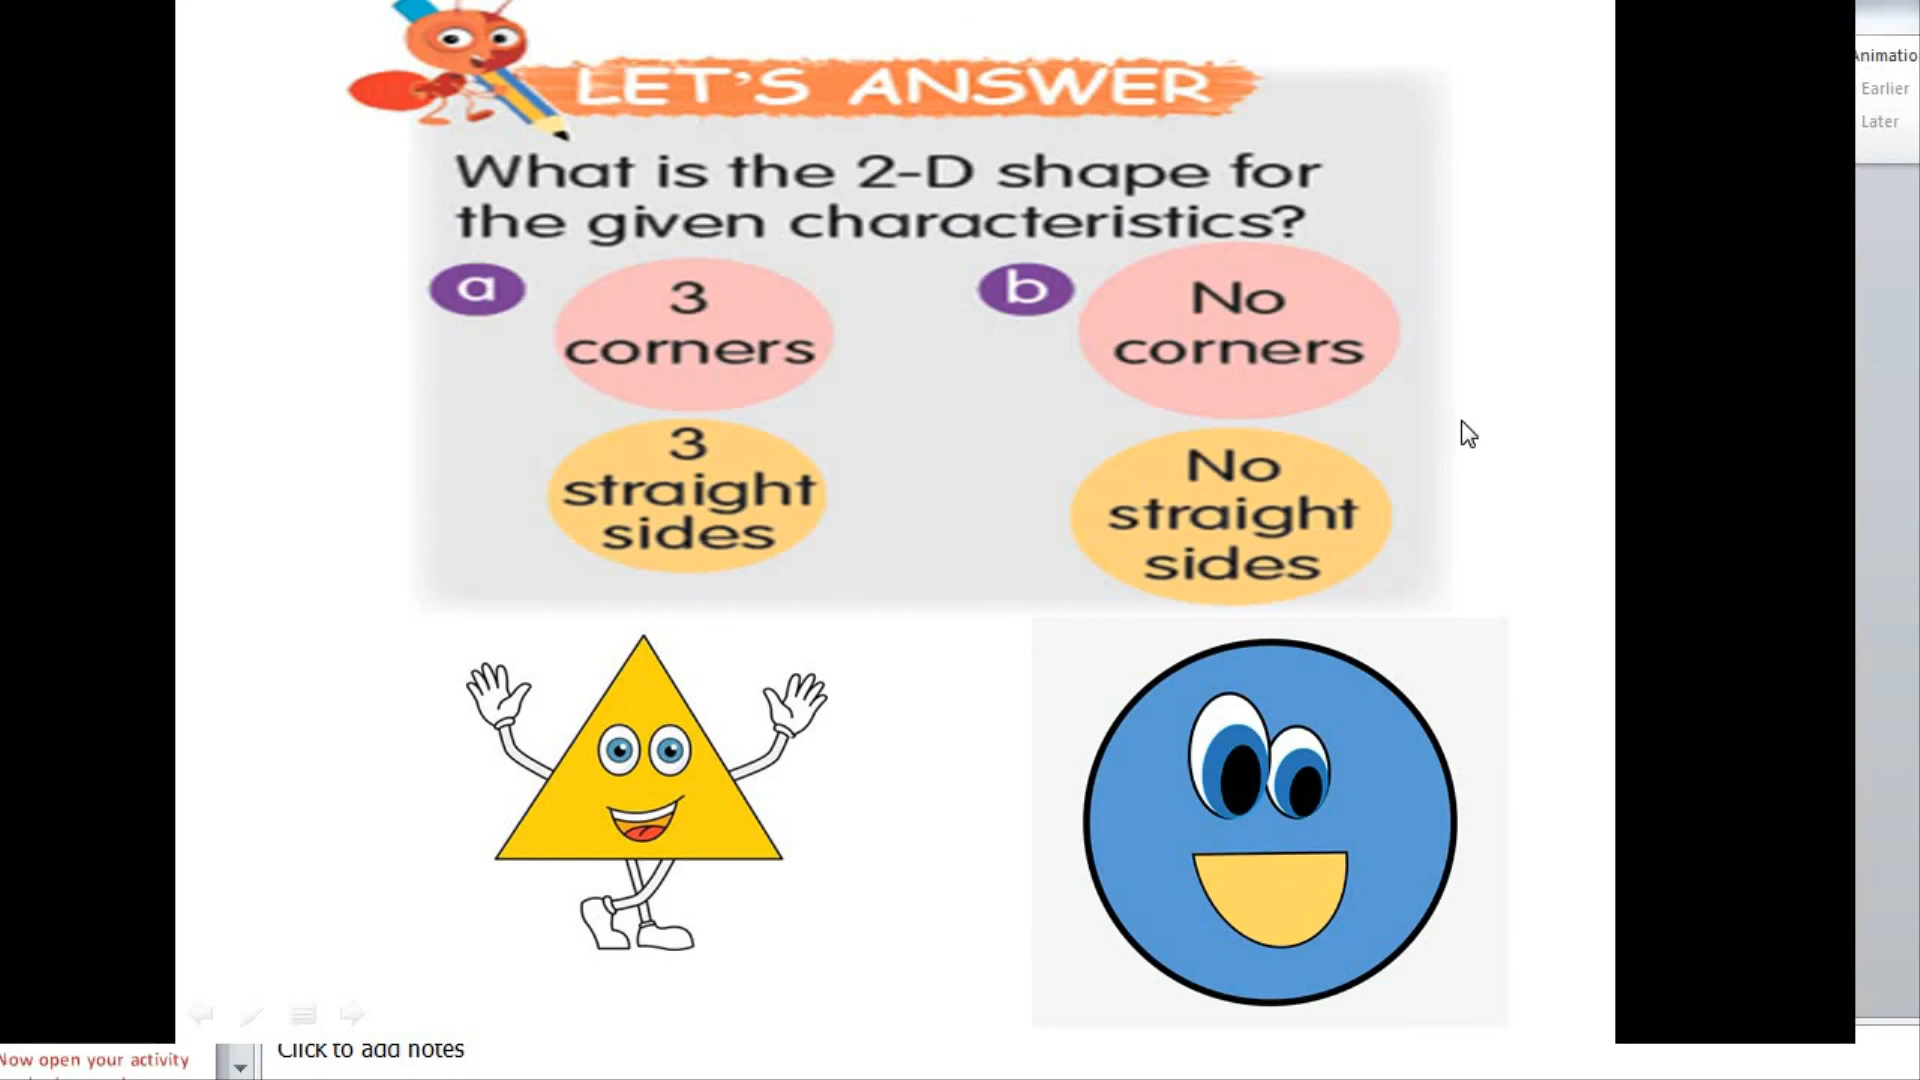 LET'S ANSWER
What is the 2-D shape for
the given characteristics?
a
3
corners
3
straight
sides
b
No
corners
No
straight
sides
Animatio
Earlier
Later
Click to add notes
Now open your activity